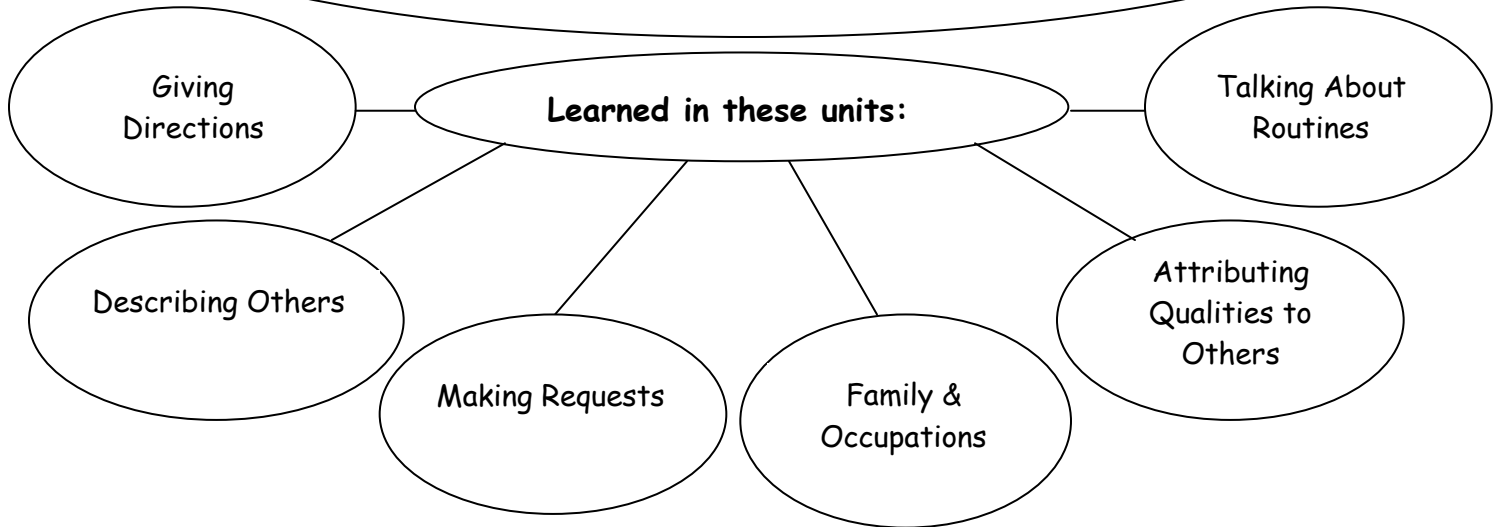 Giving
Directions
Learned in these units:
Talking About
Routines
Describing Others
Making Requests
Family &
Occupations
Attributing
Qualities to
Others